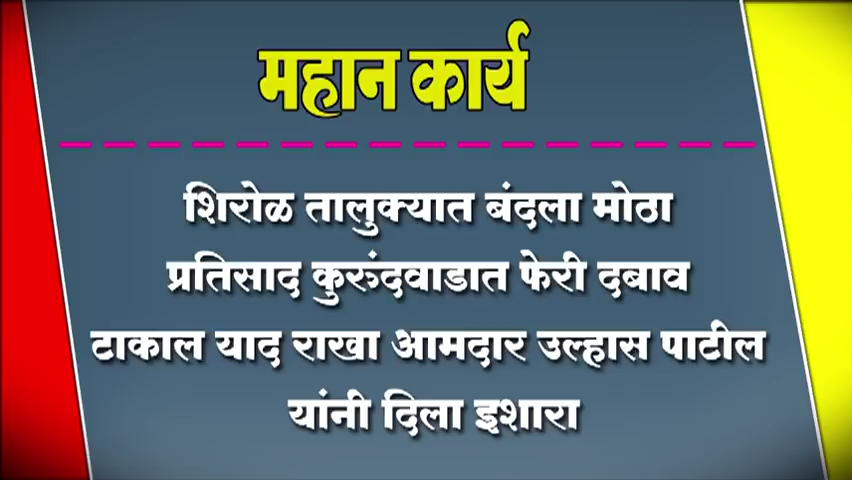 महान कार्य
शिरोळ तालुक्यात बंदला मोठा
प्रतिसाद कुरुंदवाडात फेरी दबाव
टाकाल याद राखा आमदार उल्हास पाटील
यांनी दिला इशारा